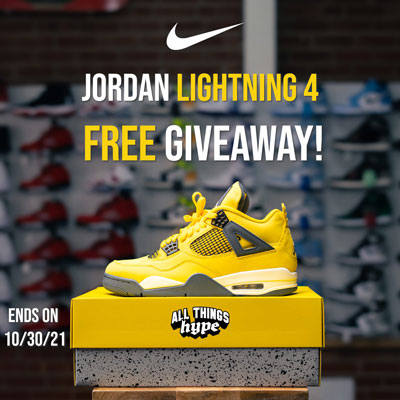 JORDAN LIGHTNING 4
FREE GIVEAWAY!
ALL THINGS
hype
ENDS ON
10/30/21